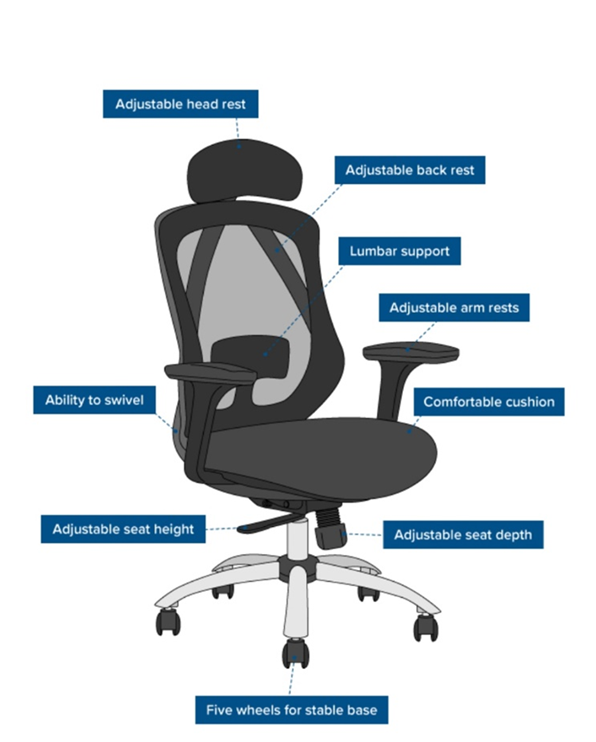 Adjustable head rest
Adjustable back rest
Lumbar support
Adjustable arm rests
Ability to swivel
Comfortable cushion
Adjustable seat height
Adjustable seat depth
Five wheels for stable base